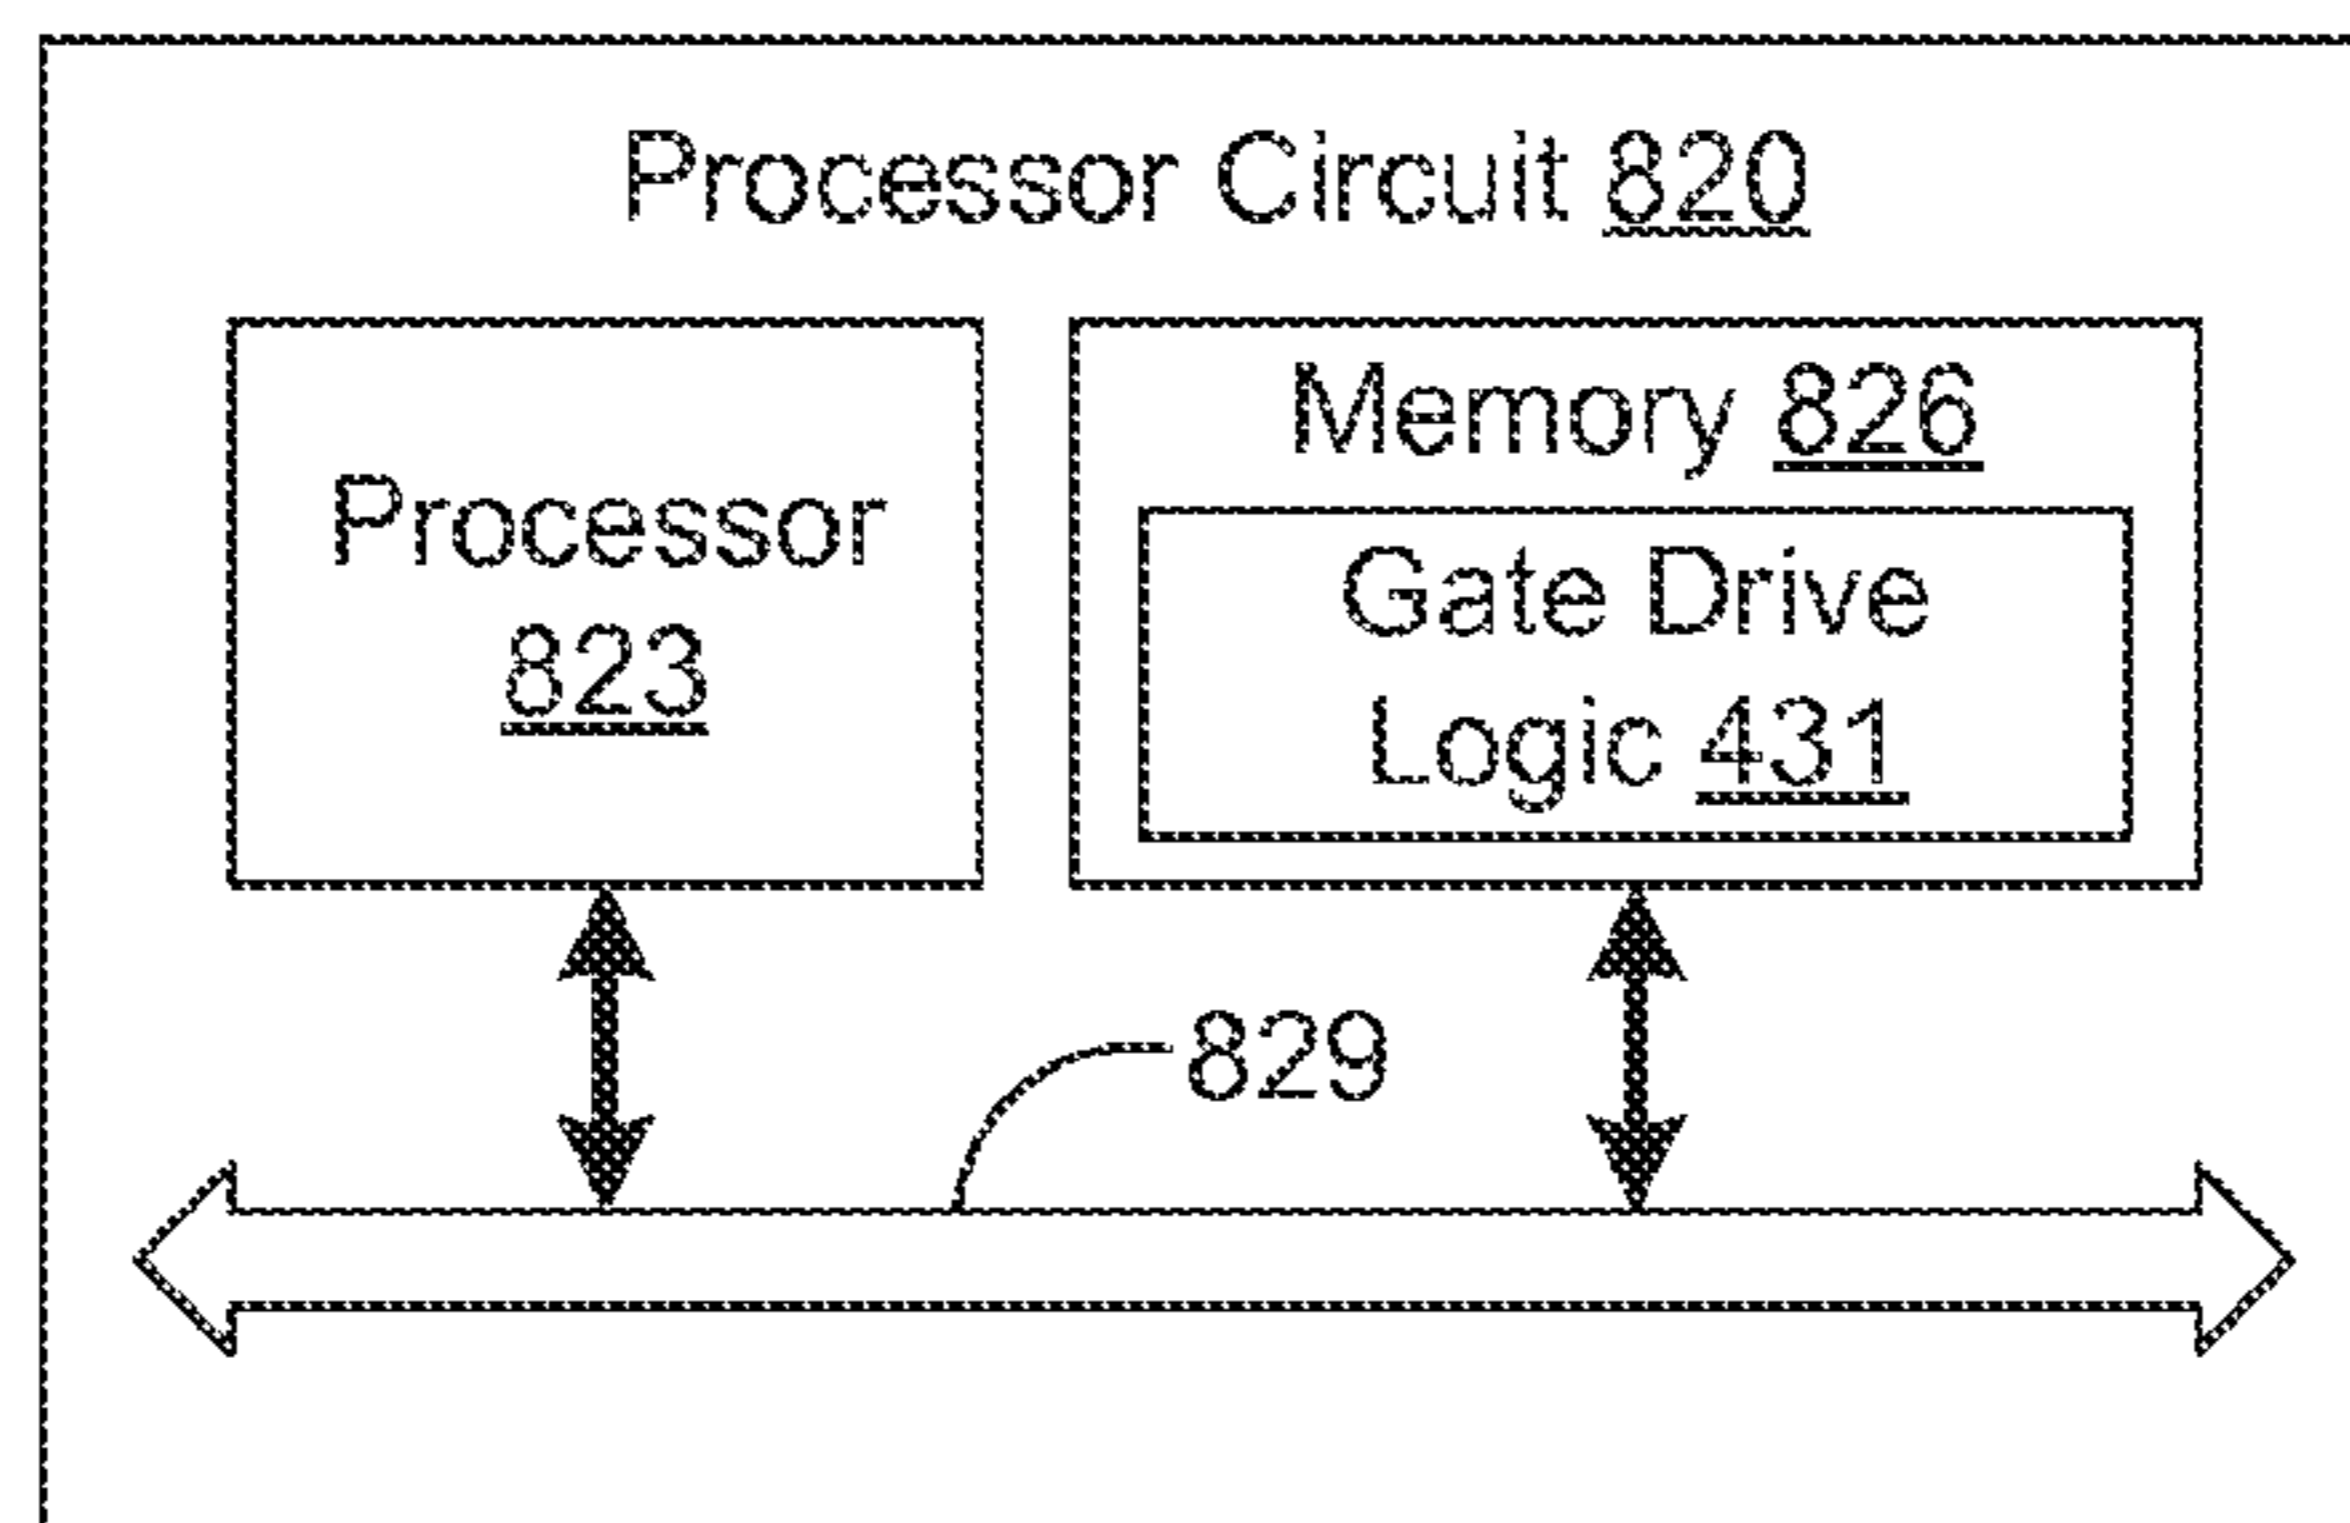 Processor Circuit 820
Processor
823
Memory 826
Gate Drive
Logic 431
829